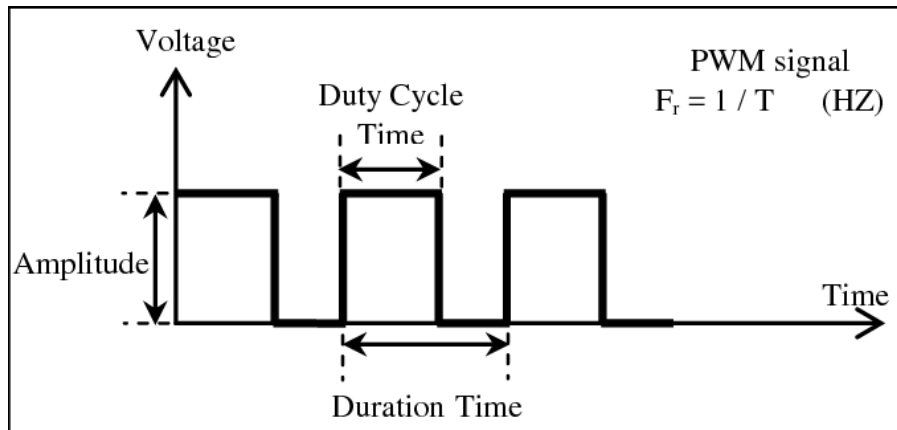 Voltage
PWM signal
Fᵣ = 1 / T (HZ)
Duty Cycle
Time
Amplitude
Time
Duration Time